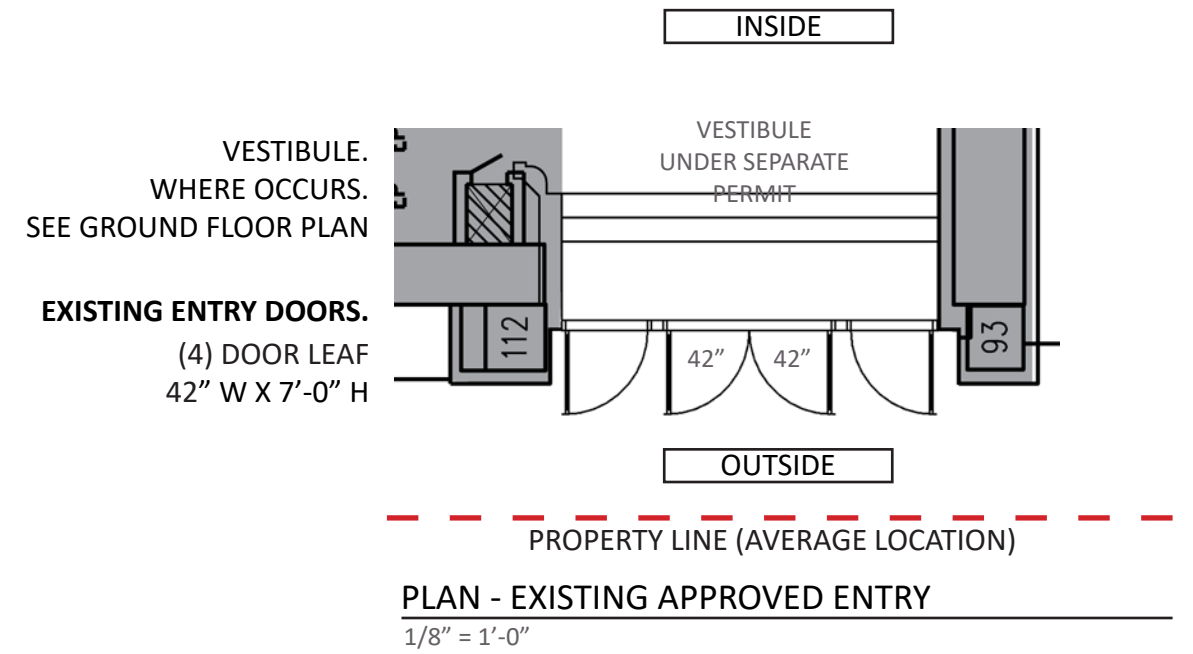 INSIDE
VESTIBULE
UNDER SEPARATE
PERMIT
VESTIBULE.
WHERE OCCURS.
SEE GROUND FLOOR PLAN
EXISTING ENTRY DOORS.
(4) DOOR LEAF
42” W X 7’-0” H
112
42”
42”
93
OUTSIDE
PROPERTY LINE (AVERAGE LOCATION)
PLAN - EXISTING APPROVED ENTRY
1/8” = 1’-0”